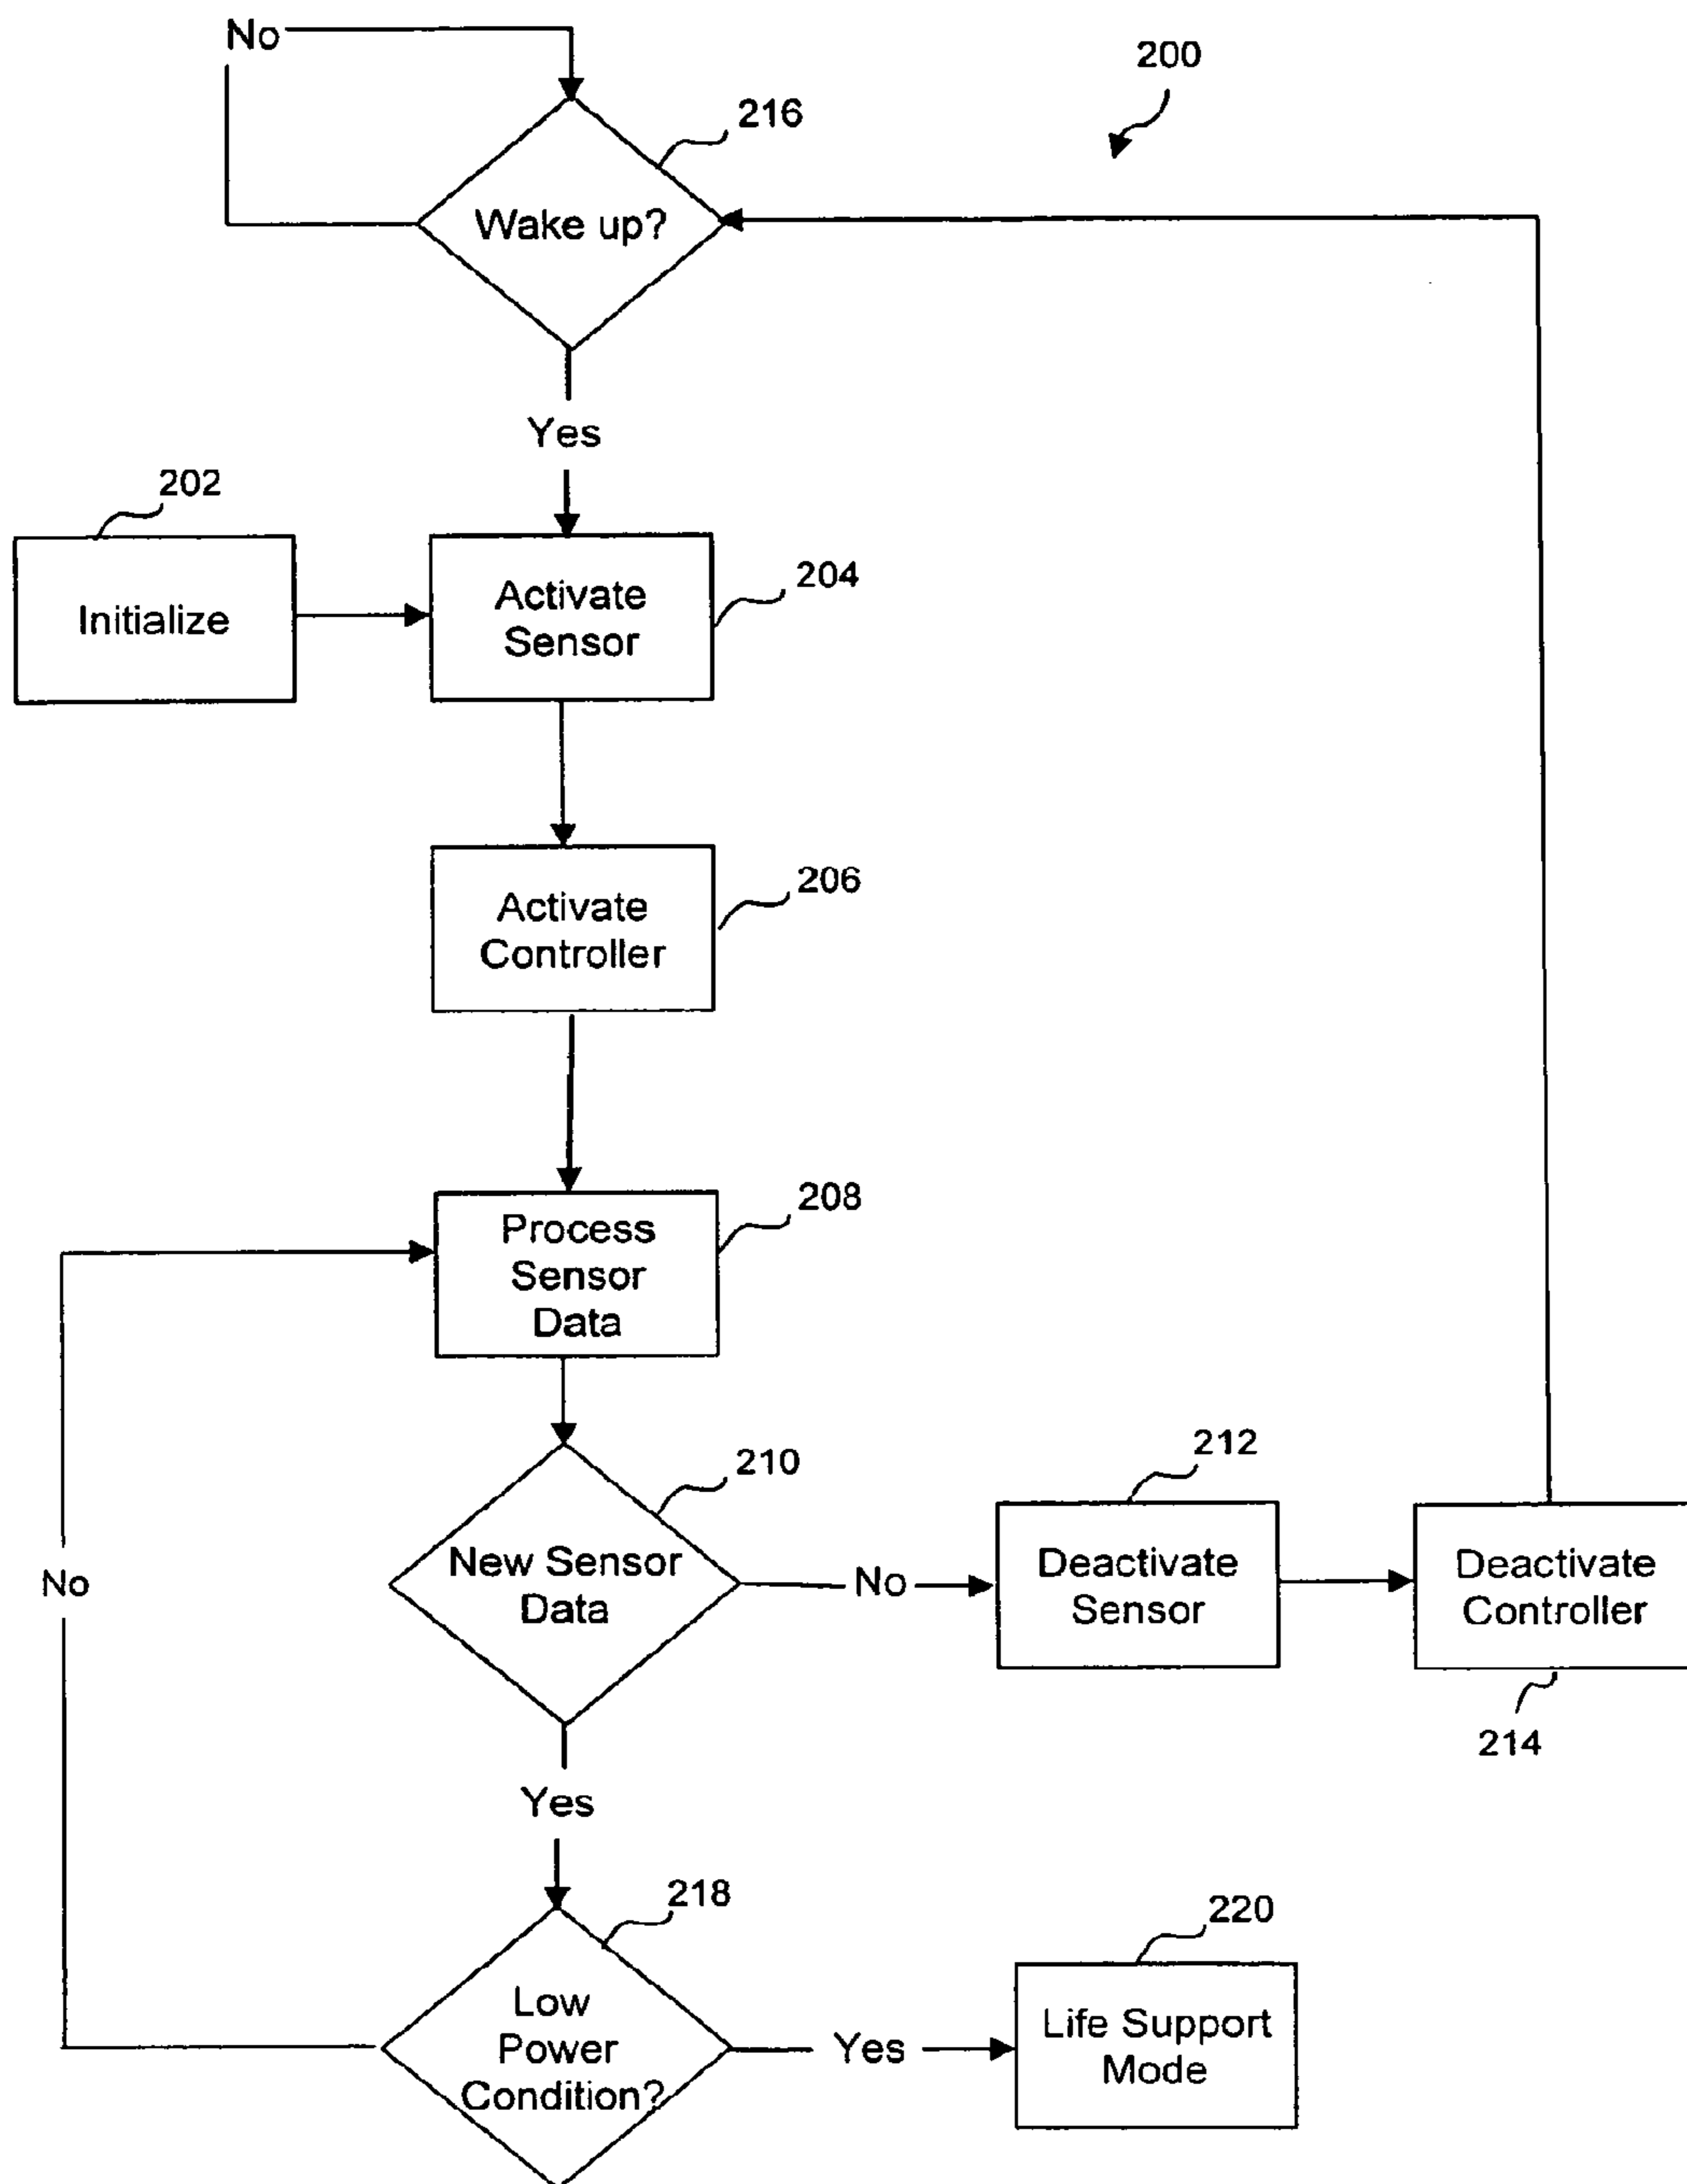 No
200
216
Wake up?
Yes
202
Initialize
Activate
Sensor
204
Activate
Controller
206
Process
Sensor
Data
208
No
New Sensor
Data
210
No
212
Deactivate
Sensor
Deactivate
Controller
214
Yes
218
Low
Power
Condition?
Yes
220
Life Support
Mode